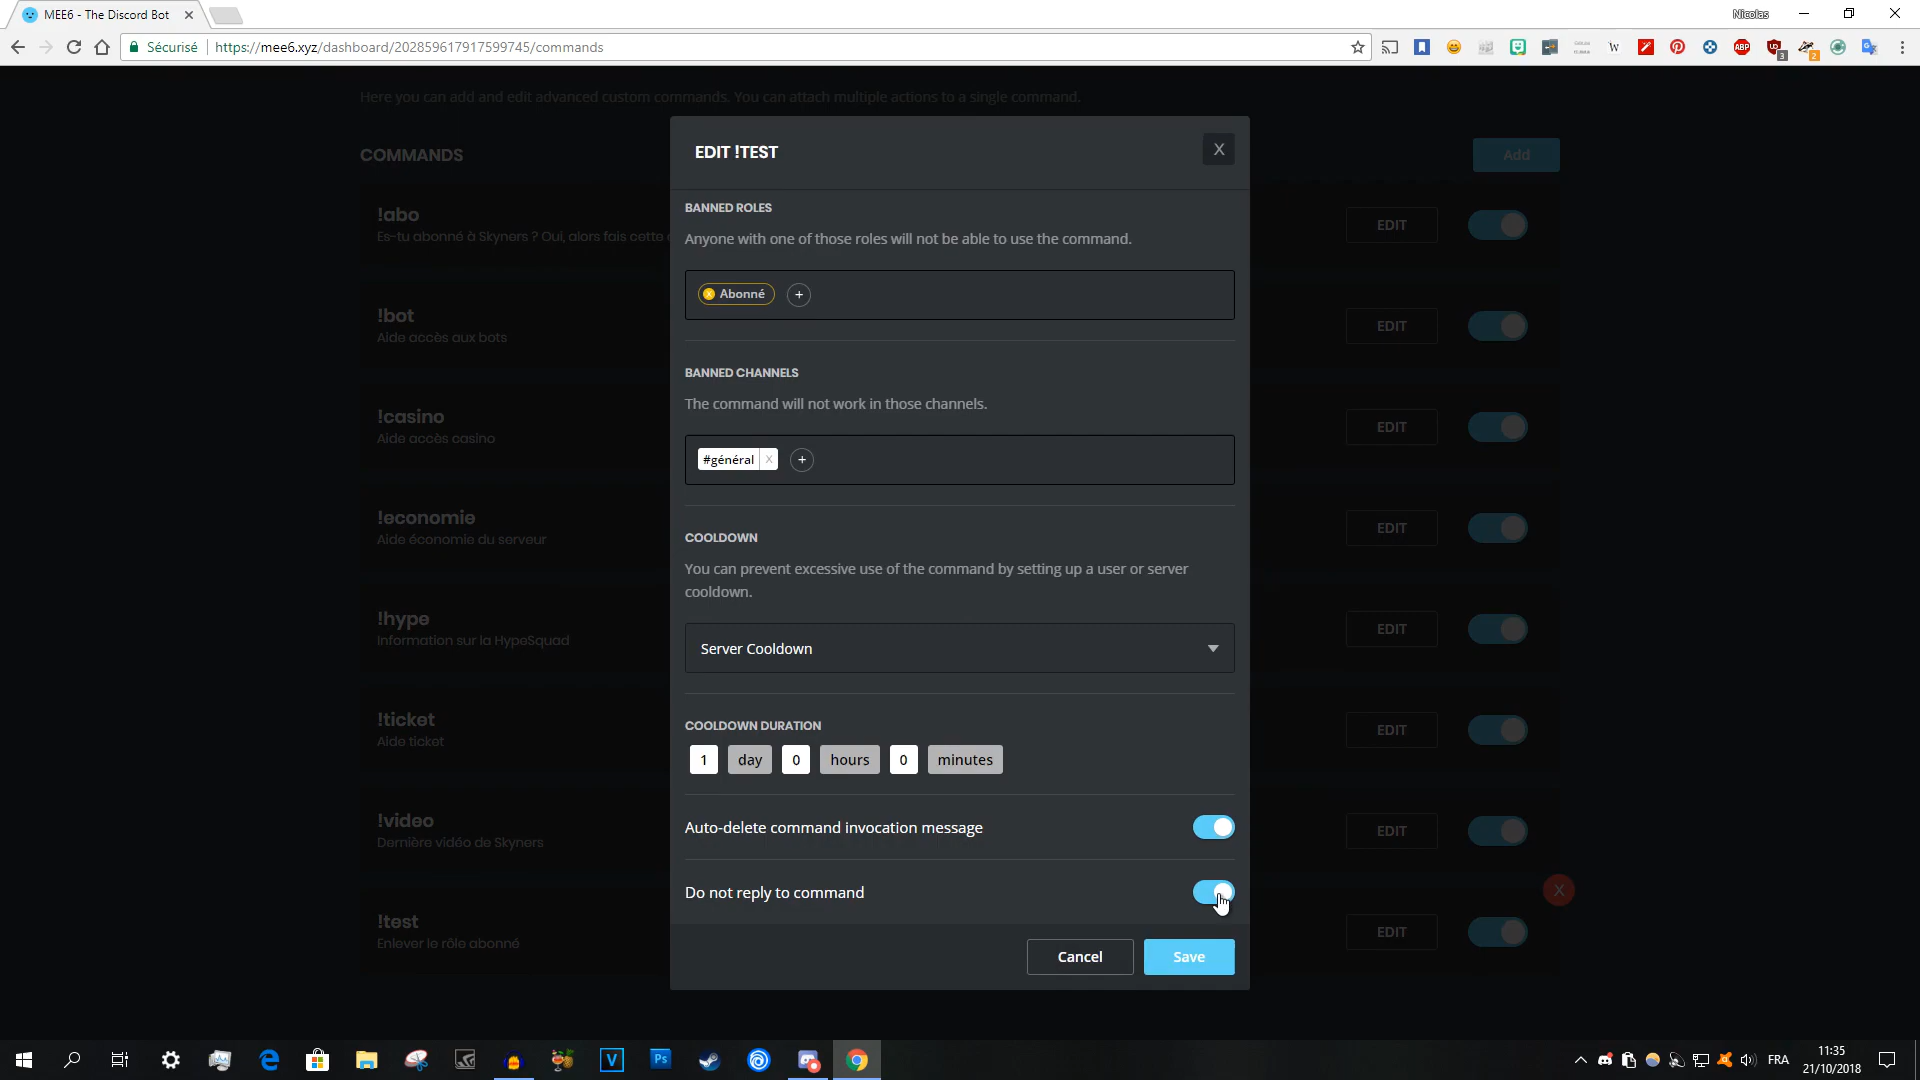 MEE6 - The Discord Bot
Nicolas
Sécurisé
https://mee6.xyz/dashboard/202859617917599745/commands
W
ABP
3
2
Here you can add and edit advanced custom commands. You can attach multiple actions to a single command.
COMMANDS
Add
!abo
Es-tu abonné à Skyners ? Oui, alors fais cette
EDIT
!bot
Aide accès aux bots
EDIT
!casino
Aide accès casino
EDIT
!economie
Aide économie du serveur
EDIT
!hype
Information sur la HypeSquad
EDIT
!ticket
Aide ticket
EDIT
!video
Dernière vidéo de Skyners
EDIT
!test
Enlever le rôle abonné
EDIT
X
EDIT !TEST
X
BANNED ROLES
Anyone with one of those roles will not be able to use the command.
x Abonné +
BANNED CHANNELS
The command will not work in those channels.
#général X +
COOLDOWN
You can prevent excessive use of the command by setting up a user or server
cooldown.
Server Cooldown
COOLDOWN DURATION
1 day 0 hours 0 minutes
Auto-delete command invocation message
Do not reply to command
Cancel
Save
V
Ps
FRA
11:35
21/10/2018